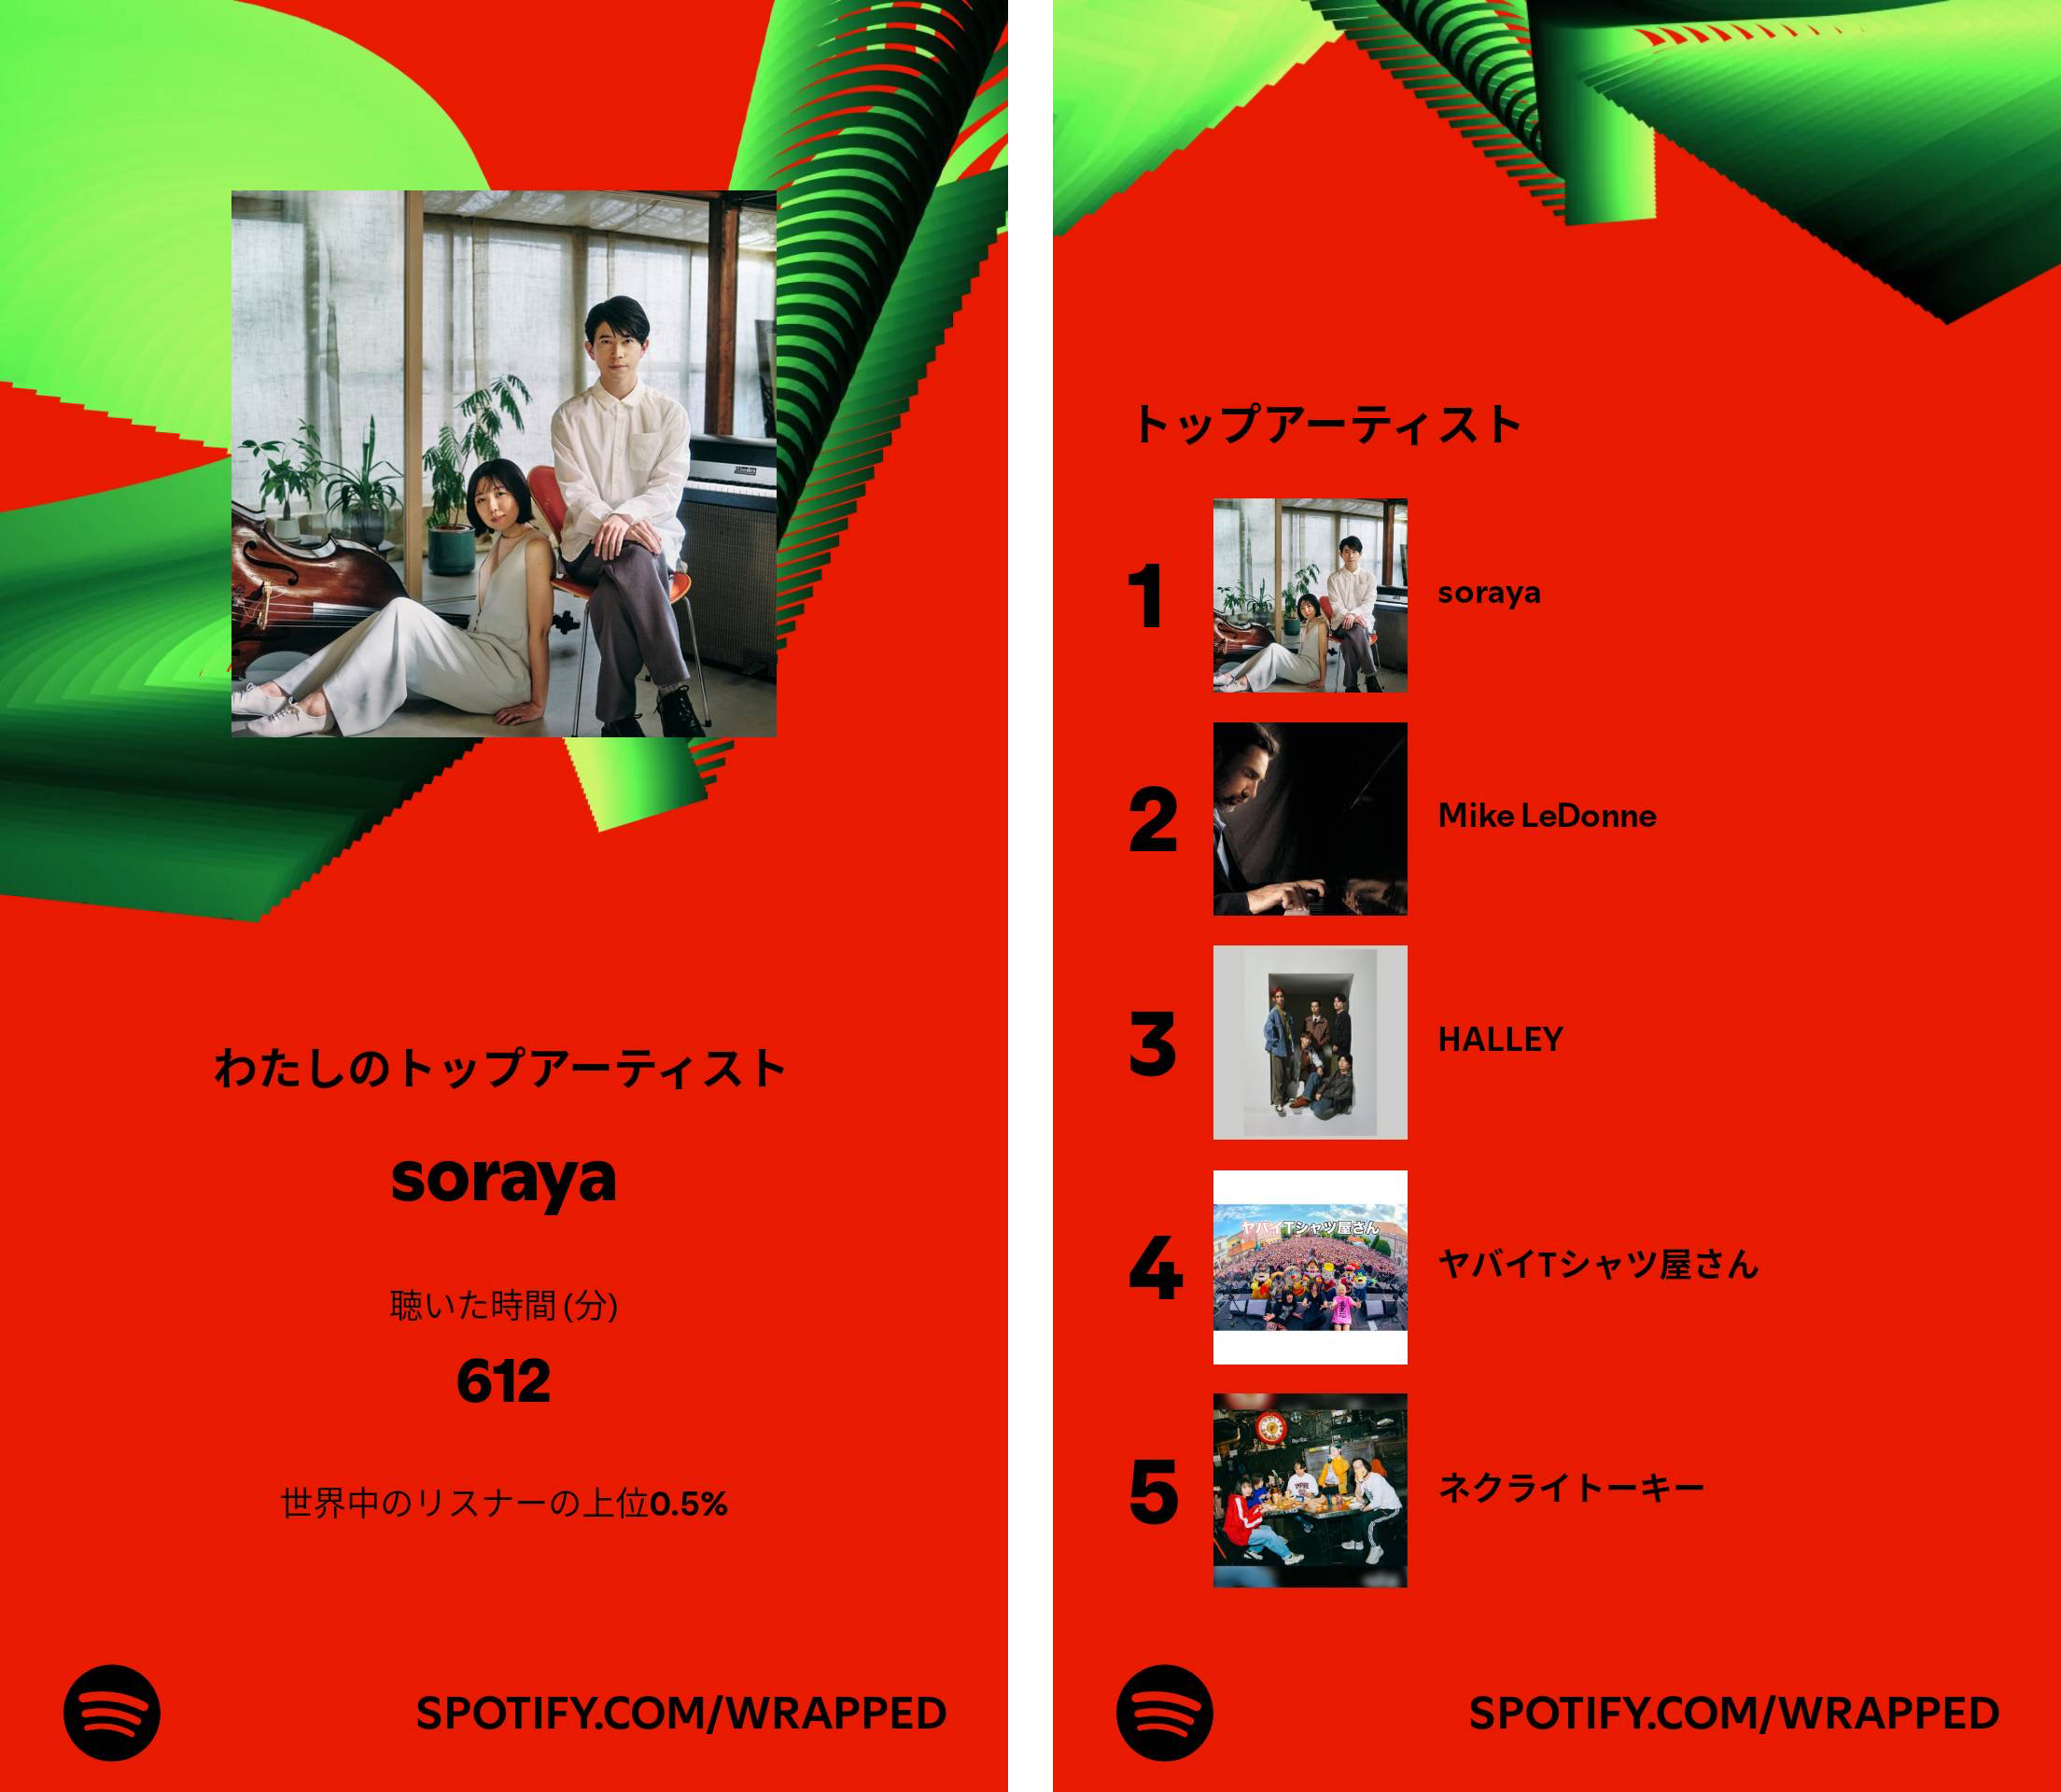 わたしのトップアーティスト
soraya
聴いた時間 (分)
612
世界中のリスナーの上位0.5%
SPOTIFY.COM/WRAPPED
トップアーティスト
1 soraya
2 Mike LeDonne
3 HALLEY
ヤバイTシャツ屋さん
4 ヤバイTシャツ屋さん
5 ネクライトーキー
SPOTIFY.COM/WRAPPED